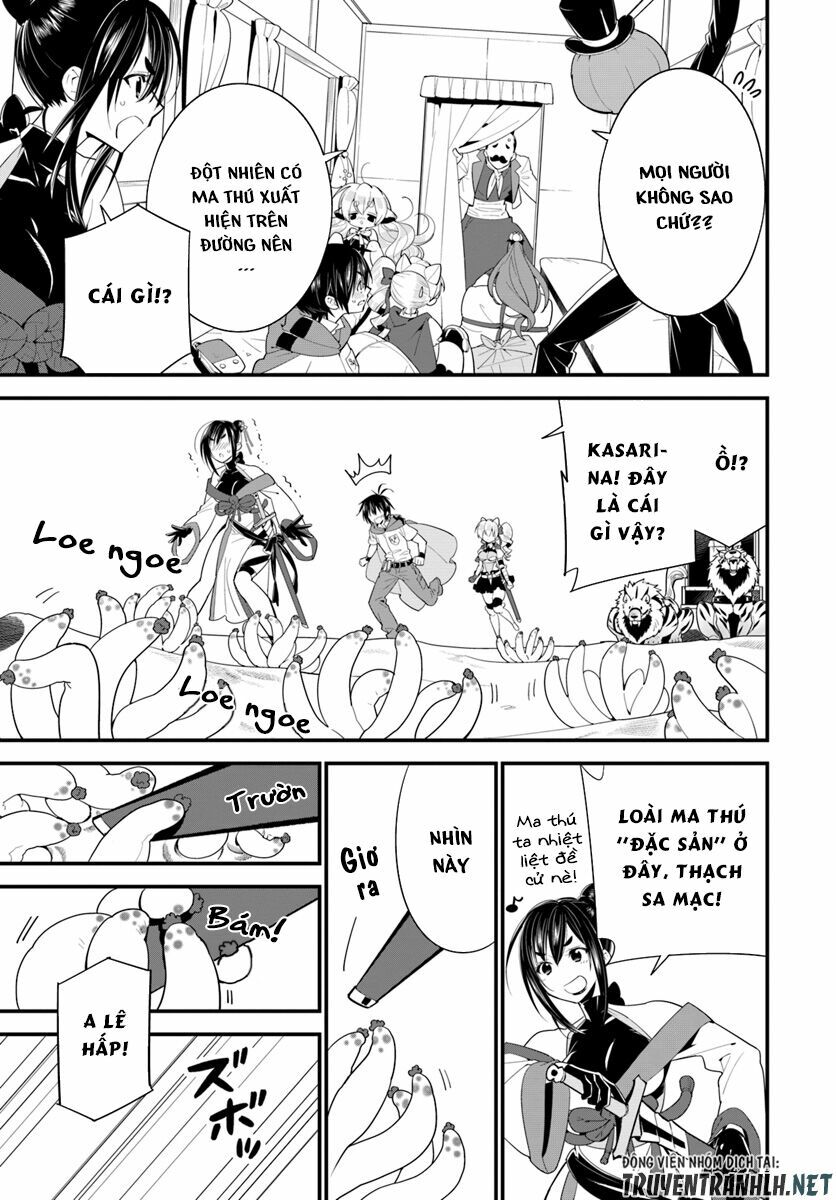 MỌI NGƯỜI
KHÔNG SAO
CHỨ??
ĐỘT NHIÊN CÓ
MA THÚ XUẤT
HIỆN TRÊN
ĐƯỜNG NÊN
...
CÁI GÌ!?
Ồ!?
KASARI-
NA! ĐÂY
LÀ CÁI
GÌ VẬY?
Loe ngoe
Loe ngoe
LOÀI MA THÚ
"ĐẶC SẢN" Ở
ĐÂY, THẠCH
SA MẠC!
Ma thú
ta nhiệt
liệt đề
cử nè!
NHÌN
NÀY
Giơ
ra
Trườn
Bám!
A LÊ
HẤP!
ズボッ
ĐỘNG VIÊN NHÓM DỊCH TẠI:
TRUYENTRANHLH.NET